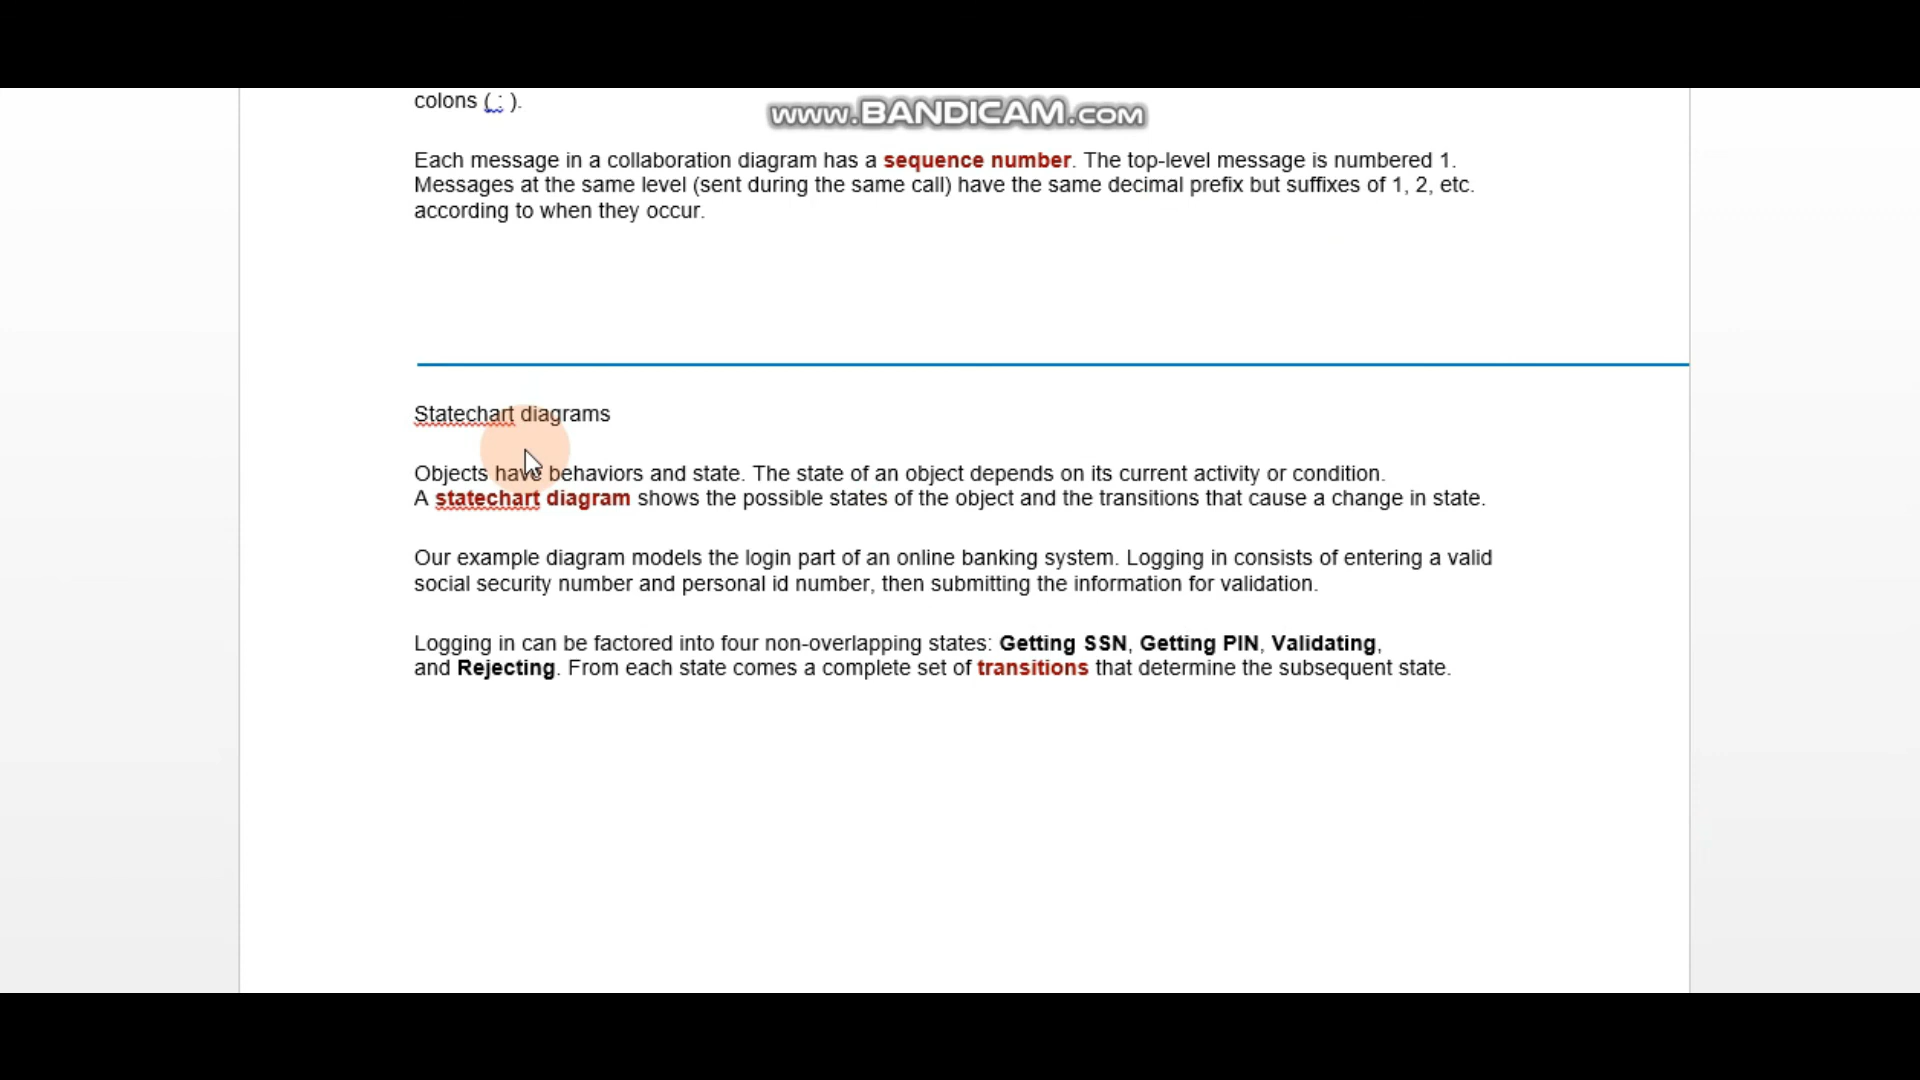 colons ( : ).
www.BANDICAM.com
Each message in a collaboration diagram has a sequence number. The top-level message is numbered 1.
Messages at the same level (sent during the same call) have the same decimal prefix but suffixes of 1, 2, etc.
according to when they occur.
Statechart diagrams
Objects have behaviors and state. The state of an object depends on its current activity or condition.
A statechart diagram shows the possible states of the object and the transitions that cause a change in state.
Our example diagram models the login part of an online banking system. Logging in consists of entering a valid
social security number and personal id number, then submitting the information for validation.
Logging in can be factored into four non-overlapping states: Getting SSN, Getting PIN, Validating,
and Rejecting. From each state comes a complete set of transitions that determine the subsequent state.